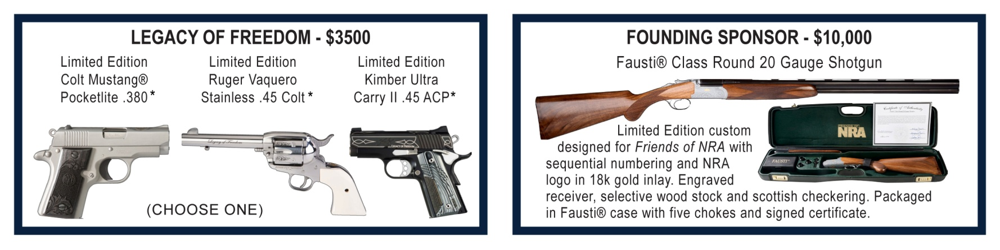 LEGACY OF FREEDOM - $3500
Limited Edition
Colt Mustang®
Pocketlite .380*
Limited Edition
Ruger Vaquero
Stainless .45 Colt*
Limited Edition
Kimber Ultra
Carry II .45 ACP*
Legacy of Freedom
LEGACY OF FREEDOM
NRA
(CHOOSE ONE)
FOUNDING SPONSOR - $10,000
Fausti® Class Round 20 Gauge Shotgun
Certificate of Authenticity
NRA
FAUSTI
Limited Edition custom
designed for Friends of NRA with
sequential numbering and NRA
logo in 18k gold inlay. Engraved
receiver, selective wood stock and scottish checkering. Packaged
in Fausti® case with five chokes and signed certificate.